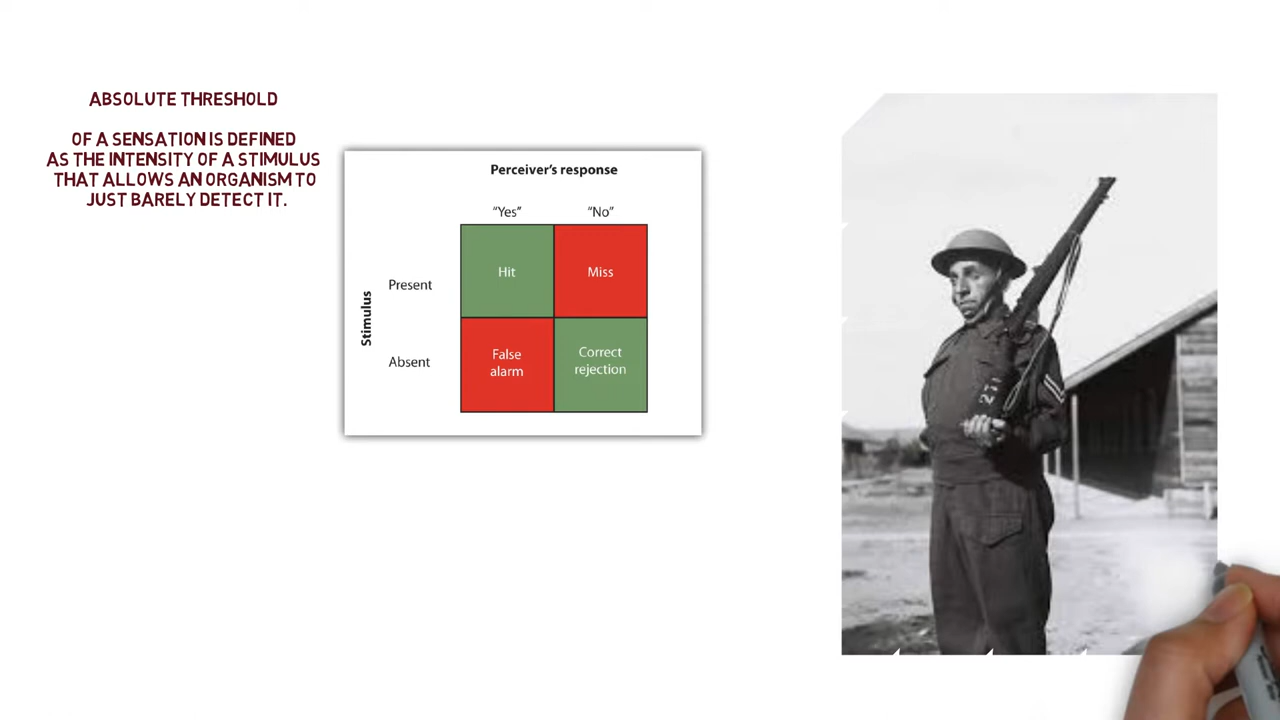 ABSOLUTE THRESHOLD
OF A SENSATION IS DEFINED
AS THE INTENSITY OF A STIMULUS
THAT ALLOWS AN ORGANISM TO
JUST BARELY DETECT IT.
Perceiver's response
"Yes" "No"
Stimulus
Present
Hit
Miss
Absent
False
alarm
Correct
rejection
271